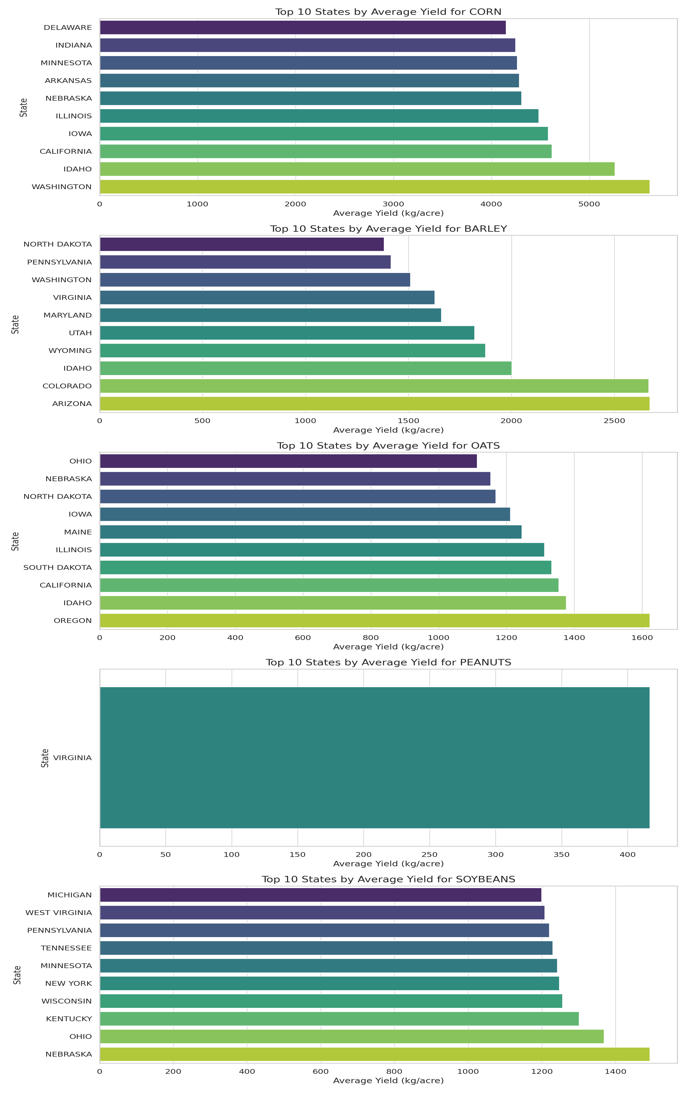 Top 10 States by Average Yield for CORN
State
DELAWARE
INDIANA
MINNESOTA
ARKANSAS
NEBRASKA
ILLINOIS
IOWA
CALIFORNIA
IDAHO
WASHINGTON
0 1000 2000 3000 4000 5000
Average Yield (kg/acre)
Top 10 States by Average Yield for BARLEY
State
NORTH DAKOTA
PENNSYLVANIA
WASHINGTON
VIRGINIA
MARYLAND
UTAH
WYOMING
IDAHO
COLORADO
ARIZONA
0 500 1000 1500 2000 2500
Average Yield (kg/acre)
Top 10 States by Average Yield for OATS
State
OHIO
NEBRASKA
NORTH DAKOTA
IOWA
MAINE
ILLINOIS
SOUTH DAKOTA
CALIFORNIA
IDAHO
OREGON
0 200 400 600 800 1000 1200 1400 1600
Average Yield (kg/acre)
Top 10 States by Average Yield for PEANUTS
State
VIRGINIA
0 50 100 150 200 250 300 350 400
Average Yield (kg/acre)
Top 10 States by Average Yield for SOYBEANS
State
MICHIGAN
WEST VIRGINIA
PENNSYLVANIA
TENNESSEE
MINNESOTA
NEW YORK
WISCONSIN
KENTUCKY
OHIO
NEBRASKA
0 200 400 600 800 1000 1200 1400
Average Yield (kg/acre)